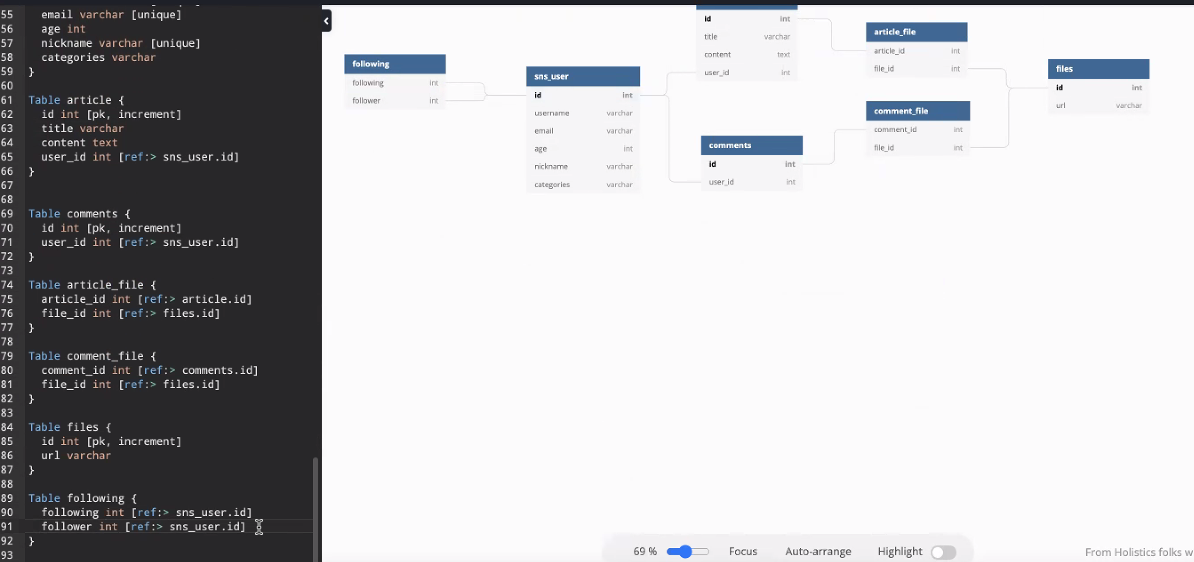 55 email varchar [unique]
56 age int
57 nickname varchar [unique]
58 categories varchar
59 }
60
61 Table article {
62 id int [pk, increment]
63 title varchar
64 content text
65 user_id int [ref:> sns_user.id]
66 }
67
68
69 Table comments {
70 id int [pk, increment]
71 user_id int [ref:> sns_user.id]
72 }
73
74 Table article_file {
75 article_id int [ref:> article.id]
76 file_id int [ref:> files.id]
77 }
78
79 Table comment_file {
80 comment_id int [ref:> comments.id]
81 file_id int [ref:> files.id]
82 }
83
84 Table files {
85 id int [pk, increment]
86 url varchar
87 }
88
89 Table following {
90 following int [ref:> sns_user.id]
91 follower int [ref:> sns_user.id]
92 }
93
following
following int
follower int
sns_user
id int
username varchar
email varchar
age int
nickname varchar
categories varchar
id int
title varchar
content text
user_id int
comments
id int
user_id int
article_file
article_id int
file_id int
comment_file
comment_id int
file_id int
files
id int
url varchar
69 % Focus Auto-arrange Highlight
From Holistics folks w